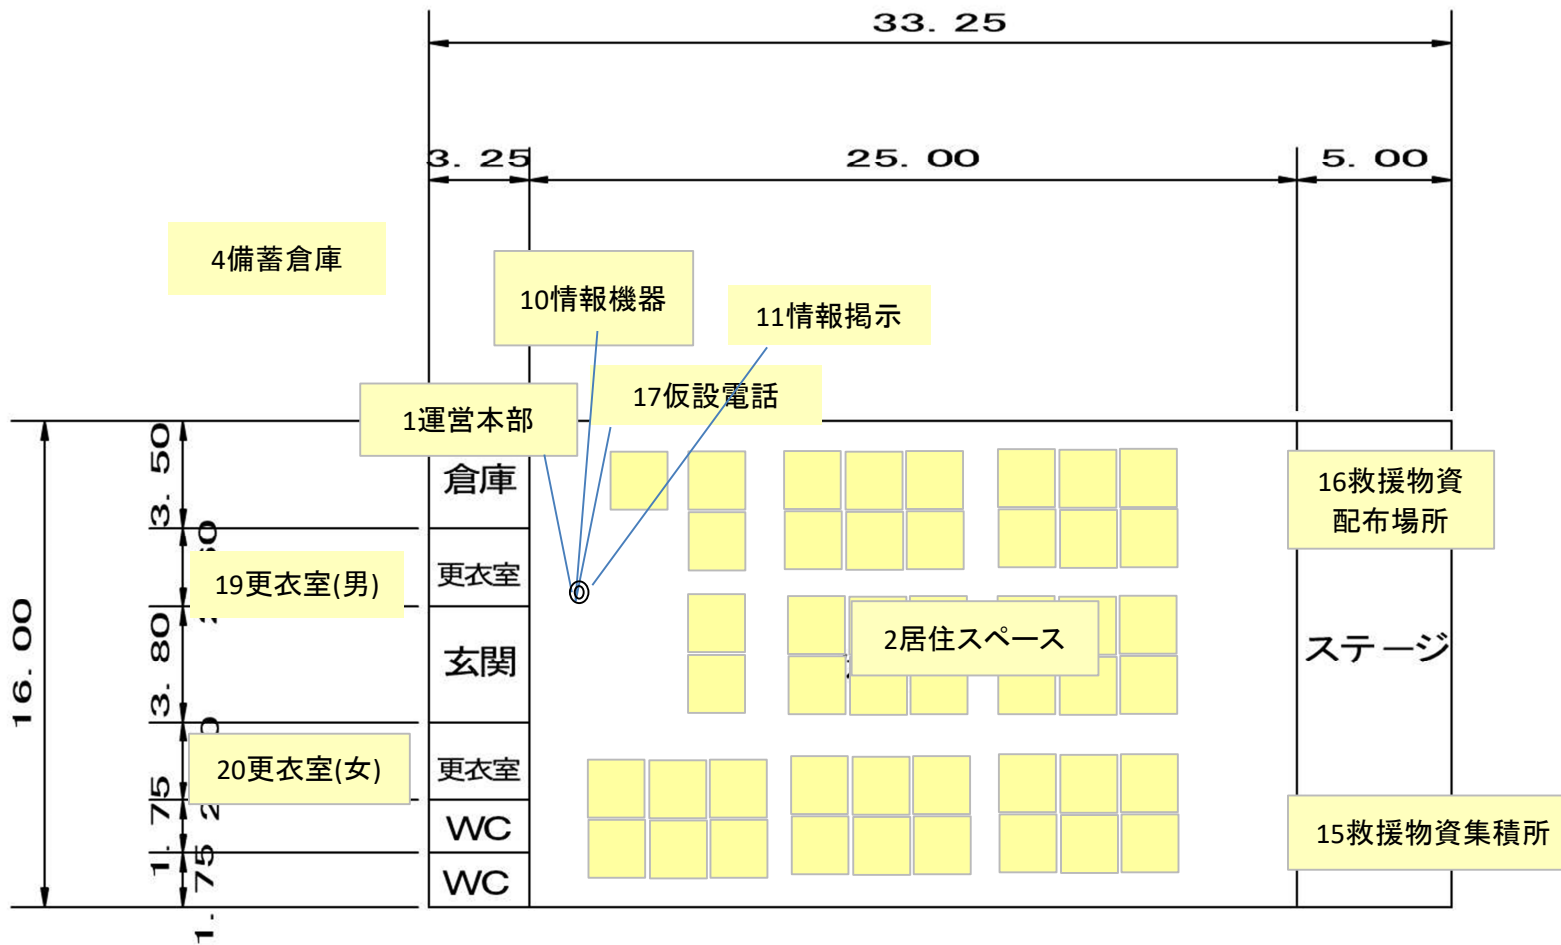 33. 25
3. 25
25. 00
5. 00
4備蓄倉庫
10情報機器
11情報掲示
17仮設電話
1運営本部
3. 50
倉庫
16救援物資
配布場所
更衣室
19更衣室(男)
16. 00
3. 80
玄関
2居住スペース
ステージ
20更衣室(女)
更衣室
1. 75
WC
15救援物資集積所
1. 75
WC